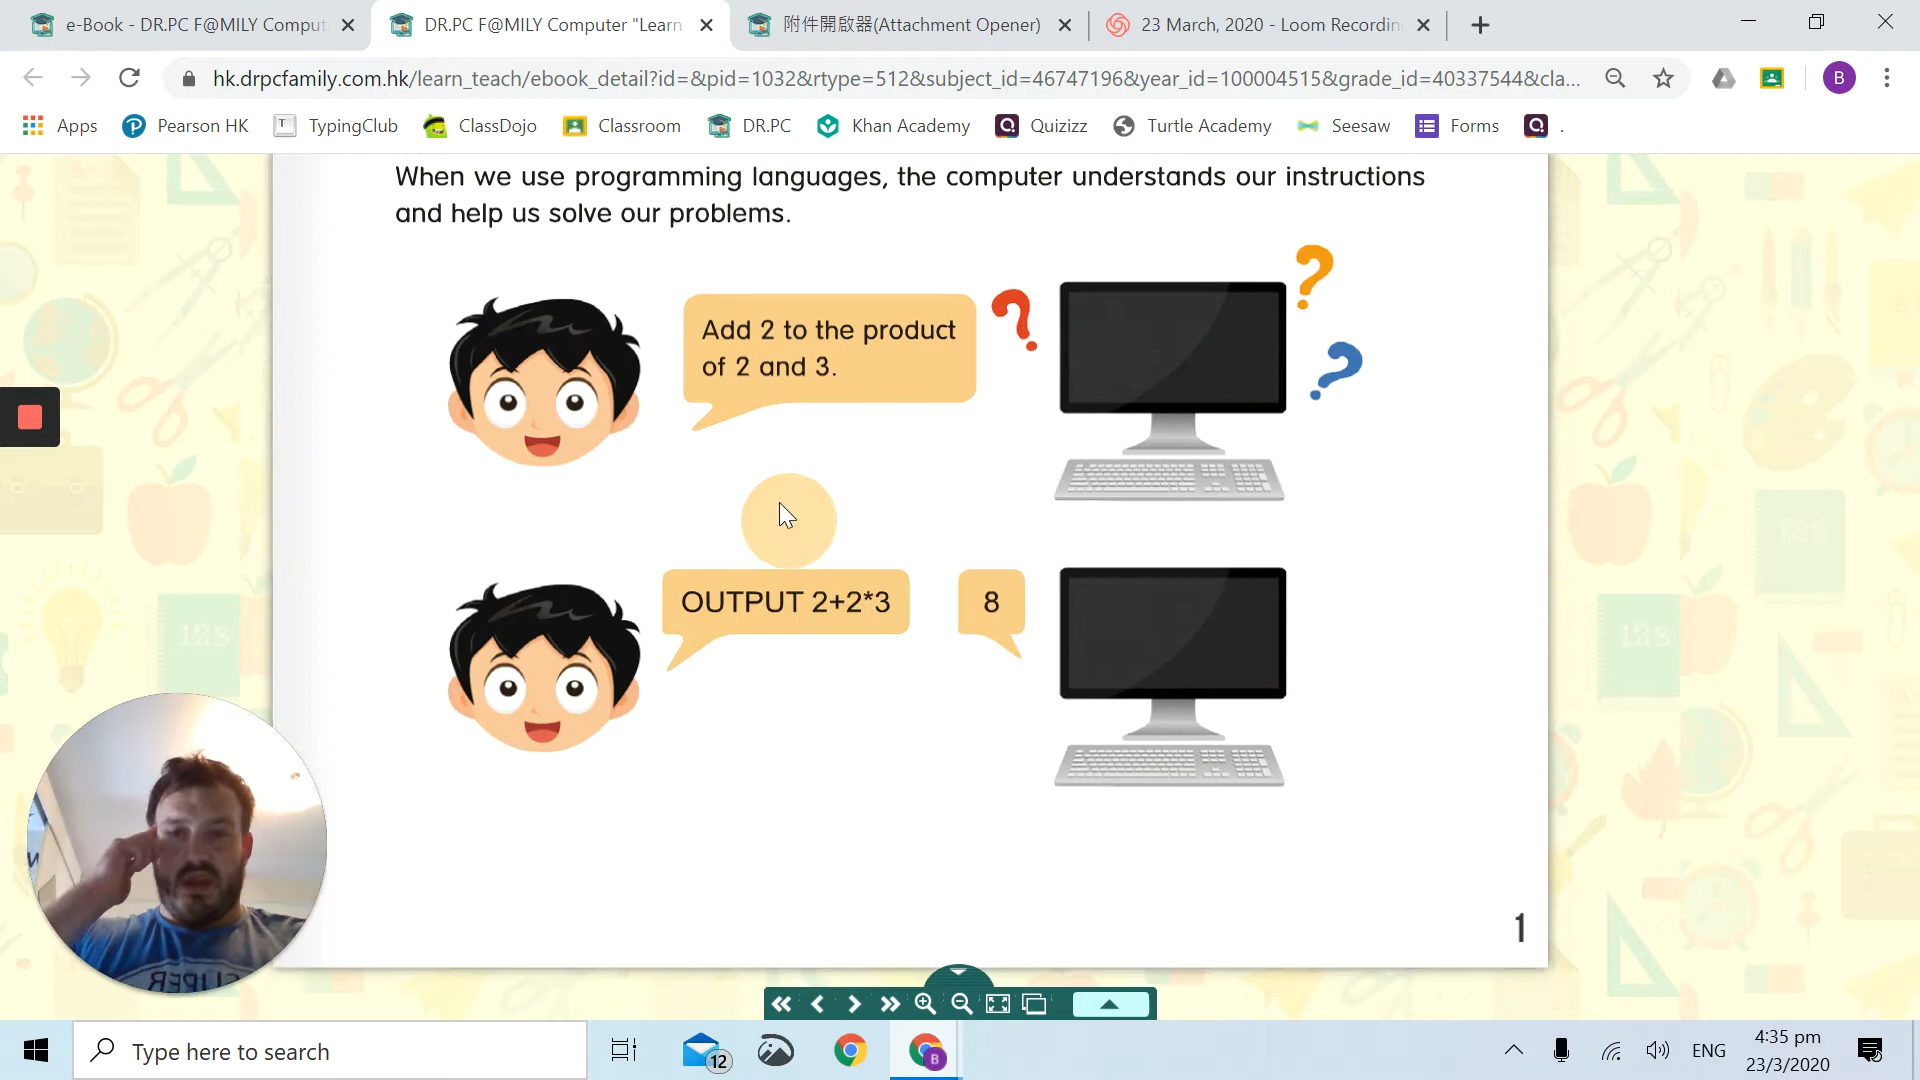 e-Book - DR.PC F@MILY Comput
DR.PC F@MILY Computer "Learn
附件開啟器(Attachment Opener)
23 March, 2020 - Loom Recordin
hk.drpcfamily.com.hk/learn_teach/ebook_detail?id=&pid=1032&rtype=512&subject_id=46747196&year_id=100004515&grade_id=40337544&cla...
B
Apps
Pearson HK
TypingClub
ClassDojo
Classroom
DR.PC
Khan Academy
Quizizz
Turtle Academy
Seesaw
Forms
.
When we use programming languages, the computer understands our instructions
and help us solve our problems.
Add 2 to the product
of 2 and 3.
OUTPUT 2+2*3
8
1
Type here to search
12
B
ENG
4:35 pm
23/3/2020